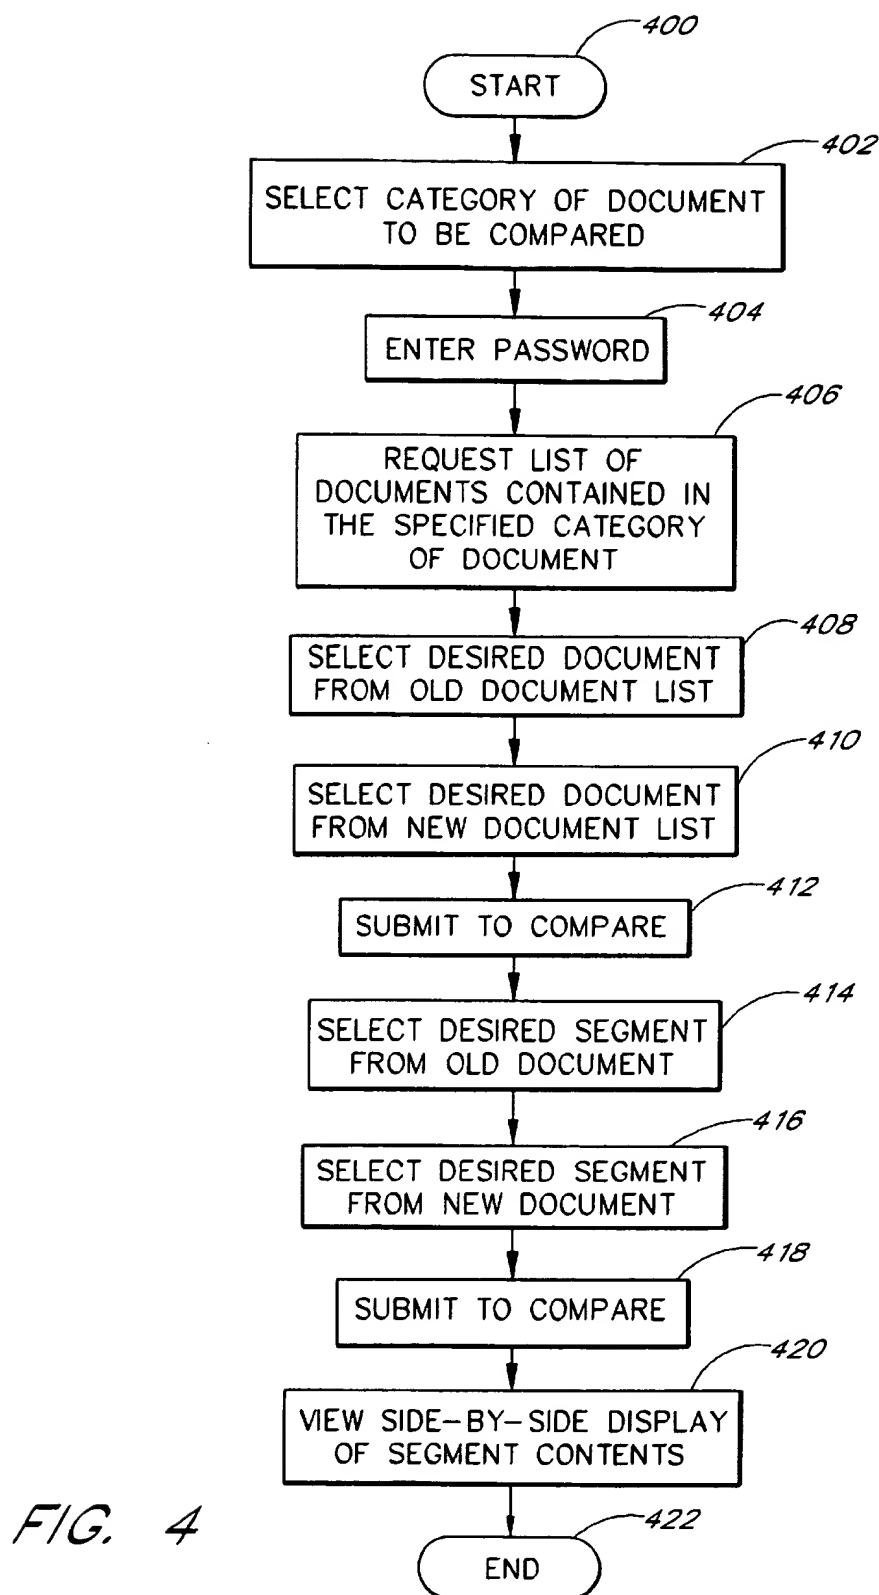 400
START
402
SELECT CATEGORY OF DOCUMENT
TO BE COMPARED
404
ENTER PASSWORD
406
REQUEST LIST OF
DOCUMENTS CONTAINED IN
THE SPECIFIED CATEGORY
OF DOCUMENT
408
SELECT DESIRED DOCUMENT
FROM OLD DOCUMENT LIST
410
SELECT DESIRED DOCUMENT
FROM NEW DOCUMENT LIST
412
SUBMIT TO COMPARE
414
SELECT DESIRED SEGMENT
FROM OLD DOCUMENT
416
SELECT DESIRED SEGMENT
FROM NEW DOCUMENT
418
SUBMIT TO COMPARE
420
VIEW SIDE-BY-SIDE DISPLAY
OF SEGMENT CONTENTS
FIG. 4
422
END